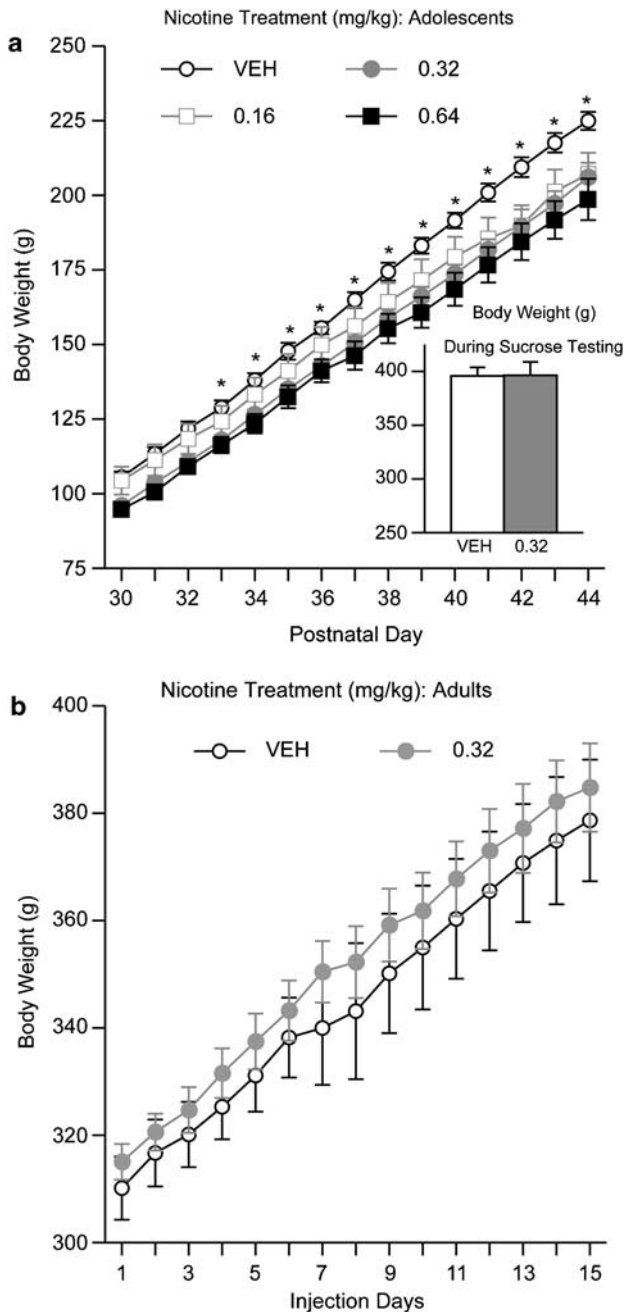 Nicotine Treatment (mg/kg): Adolescents
a
250
VEH
0.32
0.16
0.64
225
* * * * * * * * * * * *
200
175
150
125
100
75
Body Weight (g)
Body Weight (g)
During Sucrose Testing
400
350
300
250
VEH 0.32
30 32 34 36 38 40 42 44
Postnatal Day
Nicotine Treatment (mg/kg): Adults
b
400
VEH 0.32
380
360
340
320
300
Body Weight (g)
1 3 5 7 9 11 13 15
Injection Days